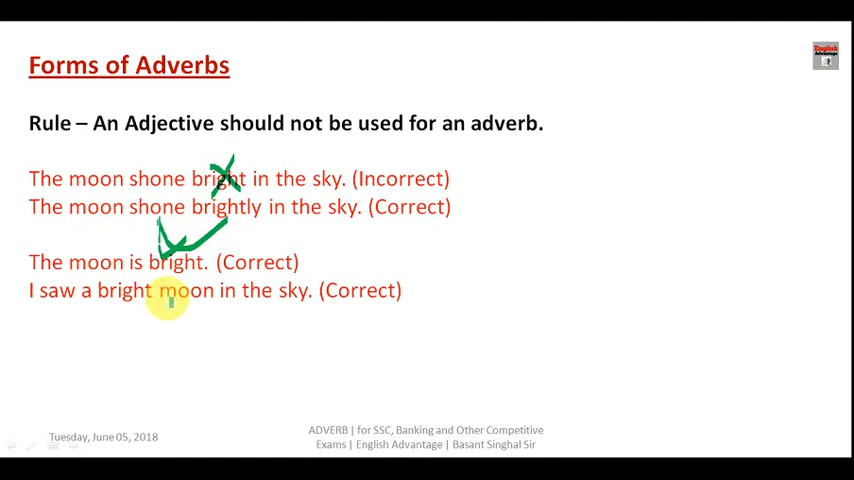 English
Advantage
Forms of Adverbs
Rule – An Adjective should not be used for an adverb.
The moon shone bright in the sky. (Incorrect)
The moon shone brightly in the sky. (Correct)
The moon is bright. (Correct)
I saw a bright moon in the sky. (Correct)
Tuesday, June 05, 2018
ADVERB | for SSC, Banking and Other Competitive
Exams | English Advantage | Basant Singhal Sir